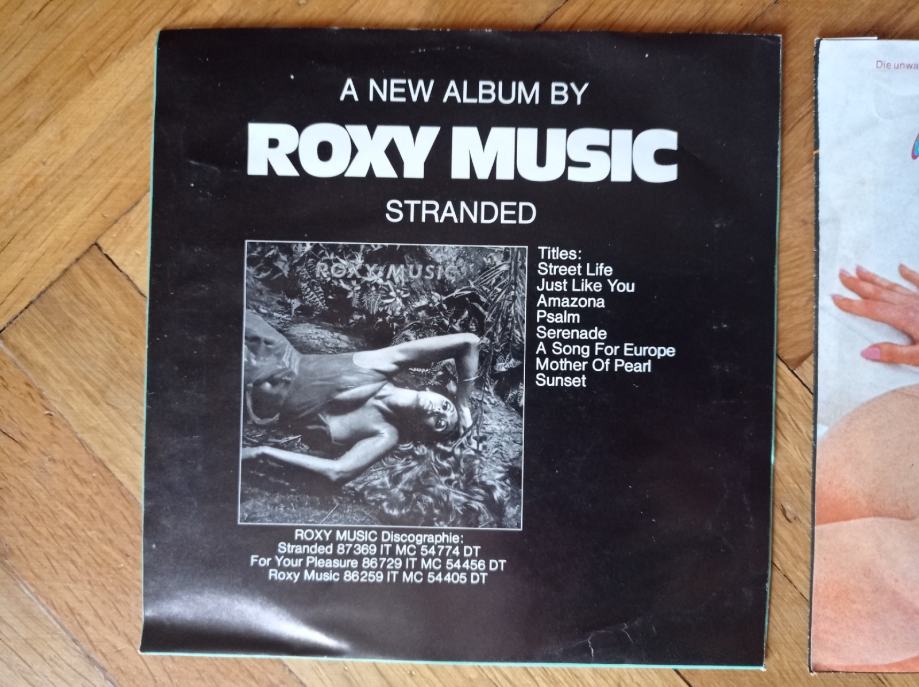 A NEW ALBUM BY
ROXY MUSIC
STRANDED
ROXY MUSIC
Titles:
Street Life
Just Like You
Amazona
Psalm
Serenade
A Song For Europe
Mother Of Pearl
Sunset
ROXY MUSIC Discographie:
Stranded 87369 IT MC 54774 DT
For Your Pleasure 86729 IT MC 54456 DT
Roxy Music 86259 IT MC 54405 DT
Die